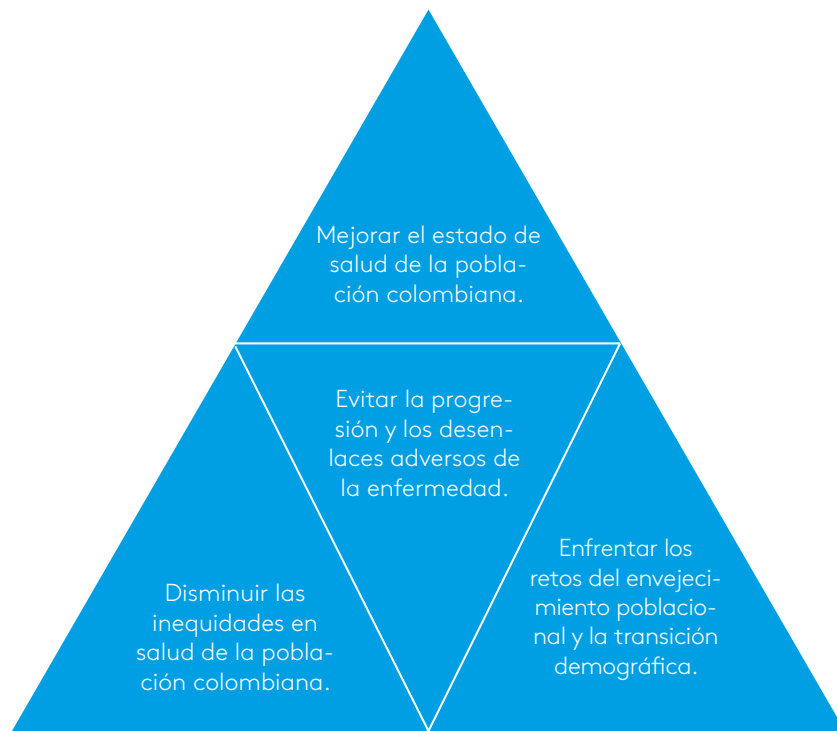 Mejorar el estado de
salud de la pobla-
ción colombiana.
Evitar la progre-
sión y los desen-
laces adversos de
la enfermedad.
Disminuir las
inequidades en
salud de la pobla-
ción colombiana.
Enfrentar los
retos del envejeci-
miento poblacio-
nal y la transición
demográfica.